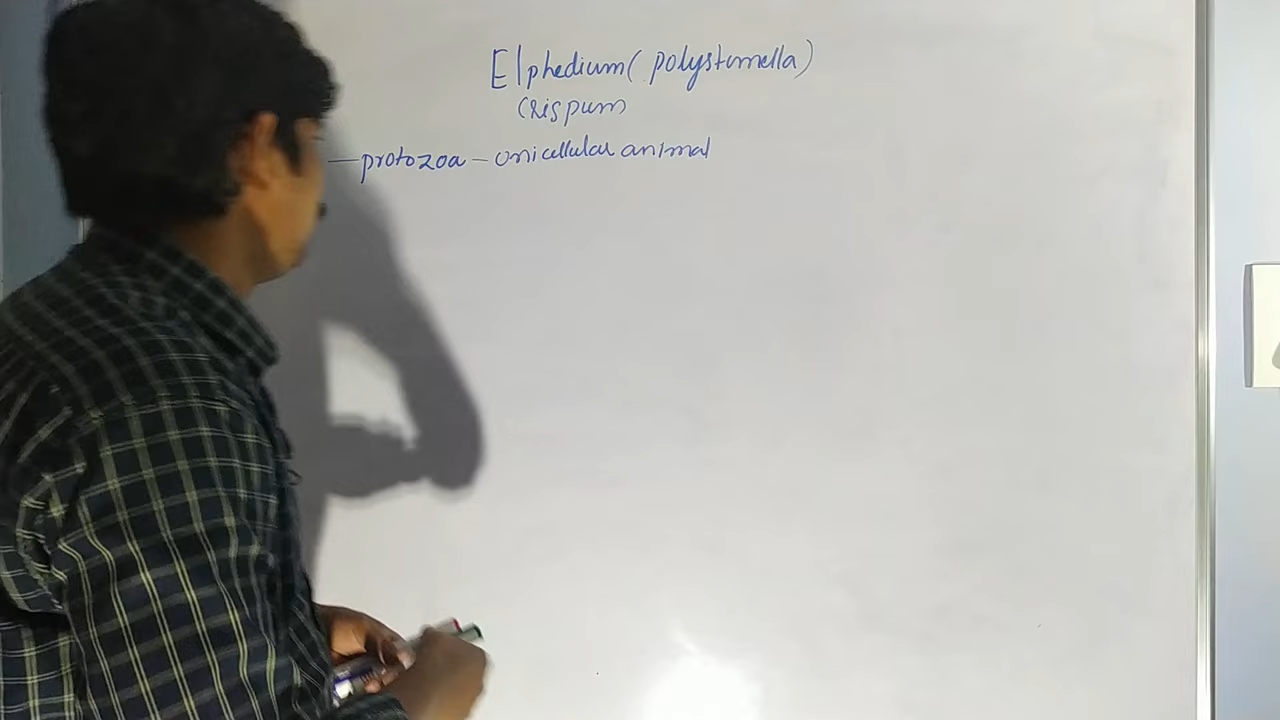 Elphedium( polystomella)
Crispum
— protozoa — unicellular animal